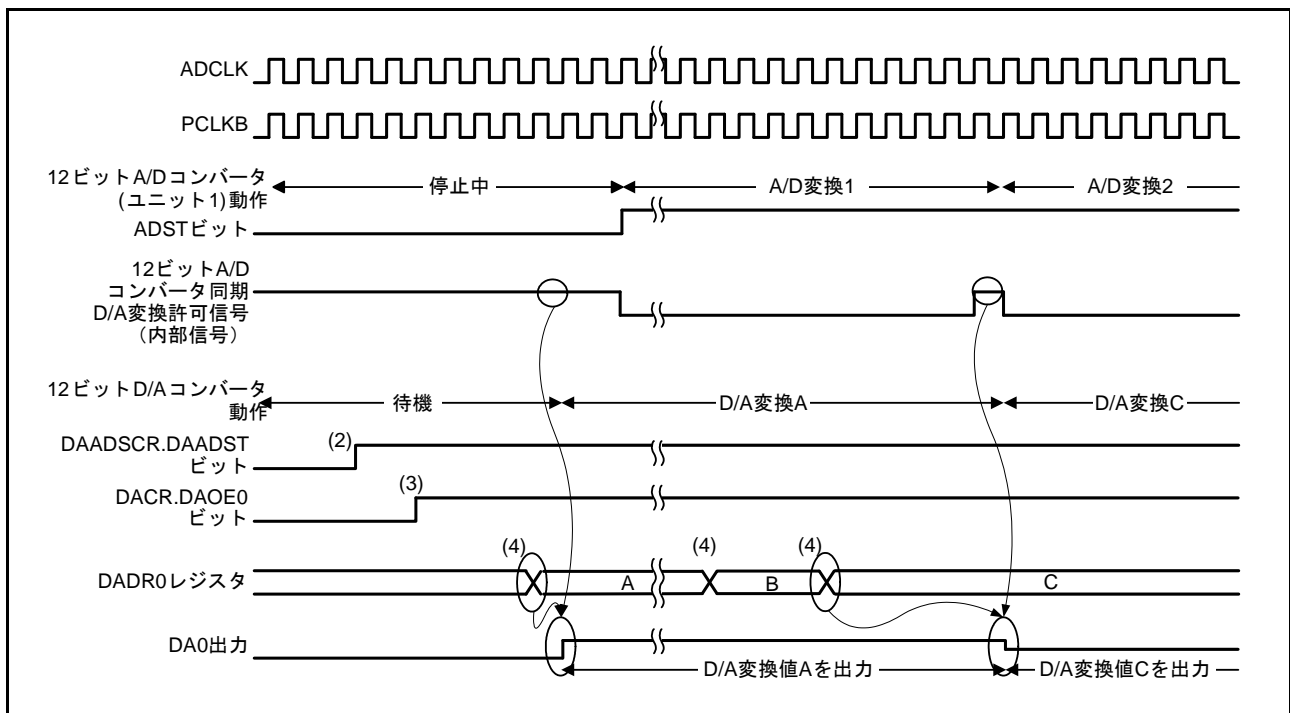 ADCLK
PCLKB
12ビットA/Dコンバータ
(ユニット1)動作
停止中
A/D変換1
A/D変換2
ADSTビット
12ビットA/D
コンバータ同期
D/A変換許可信号
（内部信号）
12ビットD/Aコンバータ
動作
待機
D/A変換A
D/A変換C
DAADSCR.DAADST
ビット
(2)
DACR.DAOE0
ビット
(3)
(4)
(4)
(4)
DADR0レジスタ
A
B
C
DA0出力
D/A変換値Aを出力
D/A変換値Cを出力